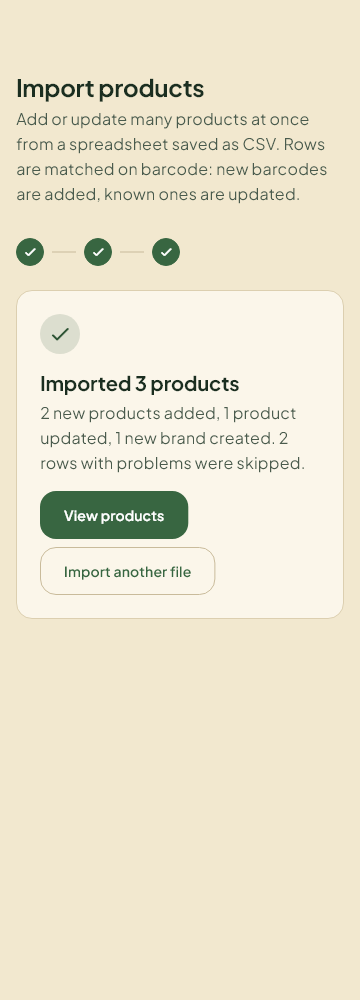 Import products
Add or update many products at once
from a spreadsheet saved as CSV. Rows
are matched on barcode: new barcodes
are added, known ones are updated.
Imported 3 products
2 new products added, 1 product
updated, 1 new brand created. 2
rows with problems were skipped.
View products
Import another file